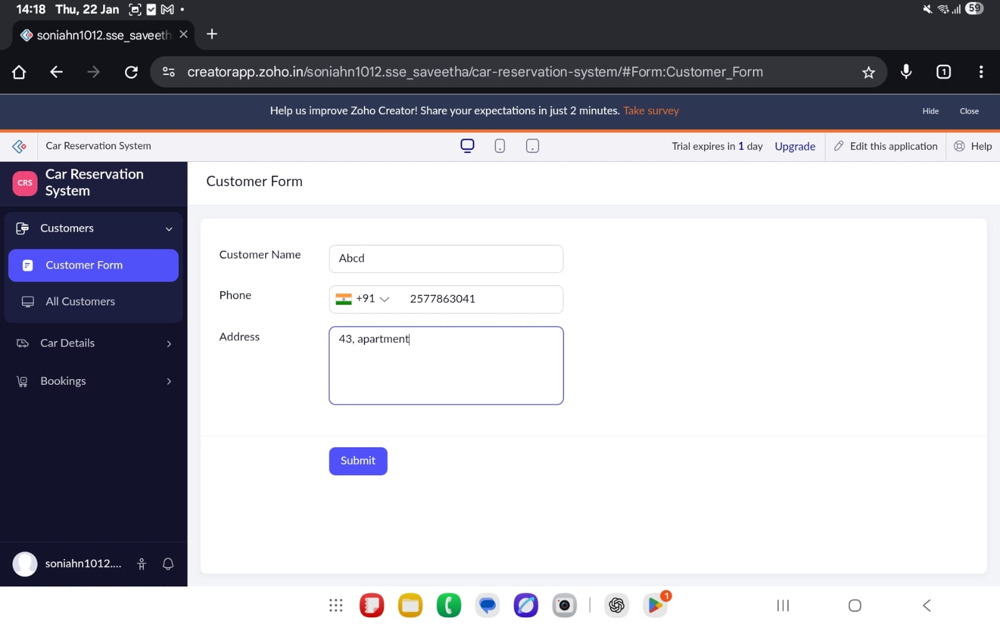 14:18 Thu, 22 Jan
59
soniahn1012.sse_saveeth
creatorapp.zoho.in/soniahn1012.sse_saveetha/car-reservation-system/#Form:Customer_Form
1
Help us improve Zoho Creator! Share your expectations in just 2 minutes. Take survey
Hide
Close
Car Reservation System
Trial expires in 1 day
Upgrade
Edit this application
Help
CRS
Car Reservation
System
Customers
Customer Form
All Customers
Car Details
Bookings
soniahn1012....
Customer Form
Customer Name
Abcd
Phone
+91
2577863041
Address
43, apartment
Submit
1